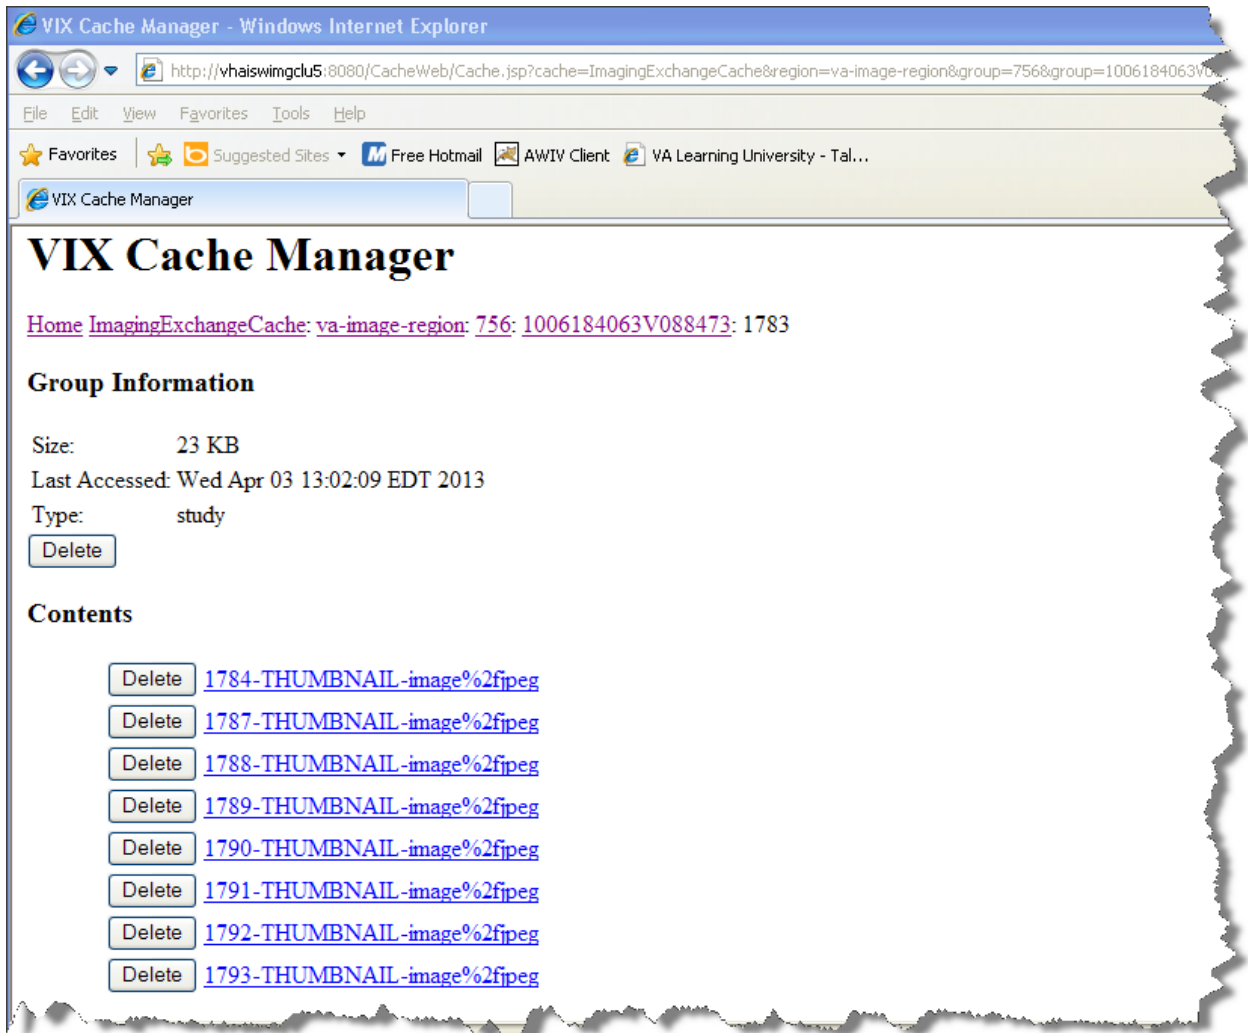 VIX Cache Manager - Windows Internet Explorer
http://vhaiswimgclu5:8080/CacheWeb/Cache.jsp?cache=ImagingExchangeCache&region=va-image-region&group=756&group=1006184063V0
File Edit View Favorites Tools Help
Favorites Suggested Sites Free Hotmail AWIV Client VA Learning University - Tal...
VIX Cache Manager
VIX Cache Manager
Home ImagingExchangeCache: va-image-region: 756: 1006184063V088473: 1783
Group Information
Size: 23 KB
Last Accessed: Wed Apr 03 13:02:09 EDT 2013
Type: study
Delete
Contents
Delete 1784-THUMBNAIL-image%2fjpeg
Delete 1787-THUMBNAIL-image%2fjpeg
Delete 1788-THUMBNAIL-image%2fjpeg
Delete 1789-THUMBNAIL-image%2fjpeg
Delete 1790-THUMBNAIL-image%2fjpeg
Delete 1791-THUMBNAIL-image%2fjpeg
Delete 1792-THUMBNAIL-image%2fjpeg
Delete 1793-THUMBNAIL-image%2fjpeg